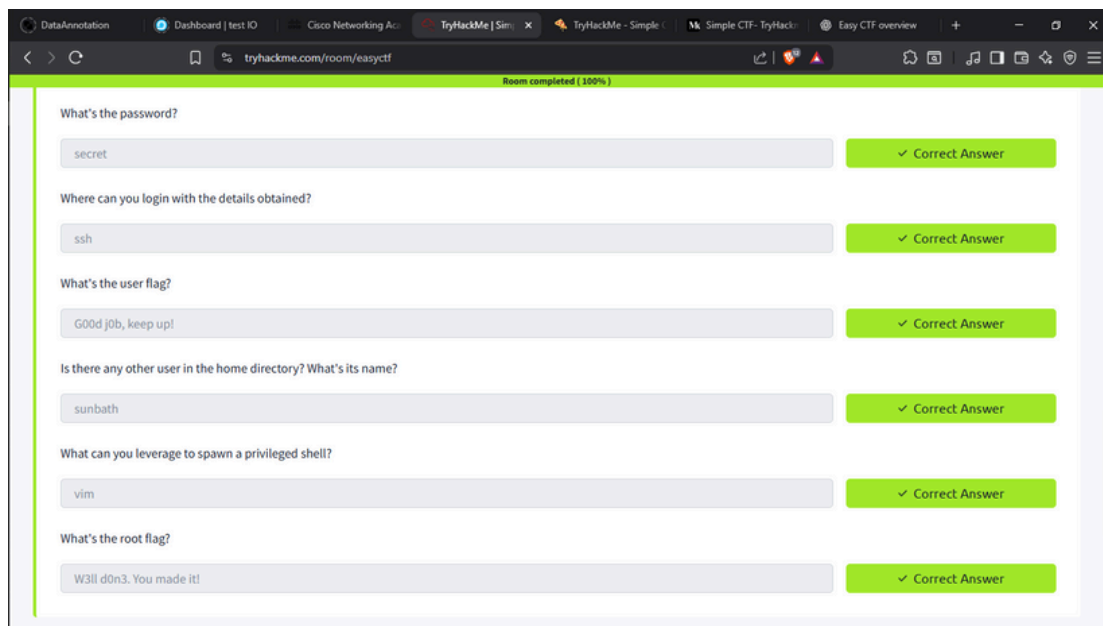 DataAnnotation
Dashboard | test IO
Cisco Networking Aca
TryHackMe | Simp
TryHackMe - Simple C
Simple CTF- TryHackm
Easy CTF overview
tryhackme.com/room/easyctf
Room completed ( 100% )
What's the password?
secret
✓ Correct Answer
Where can you login with the details obtained?
ssh
✓ Correct Answer
What's the user flag?
G00d j0b, keep up!
✓ Correct Answer
Is there any other user in the home directory? What's its name?
sunbath
✓ Correct Answer
What can you leverage to spawn a privileged shell?
vim
✓ Correct Answer
What's the root flag?
W3ll d0n3. You made it!
✓ Correct Answer